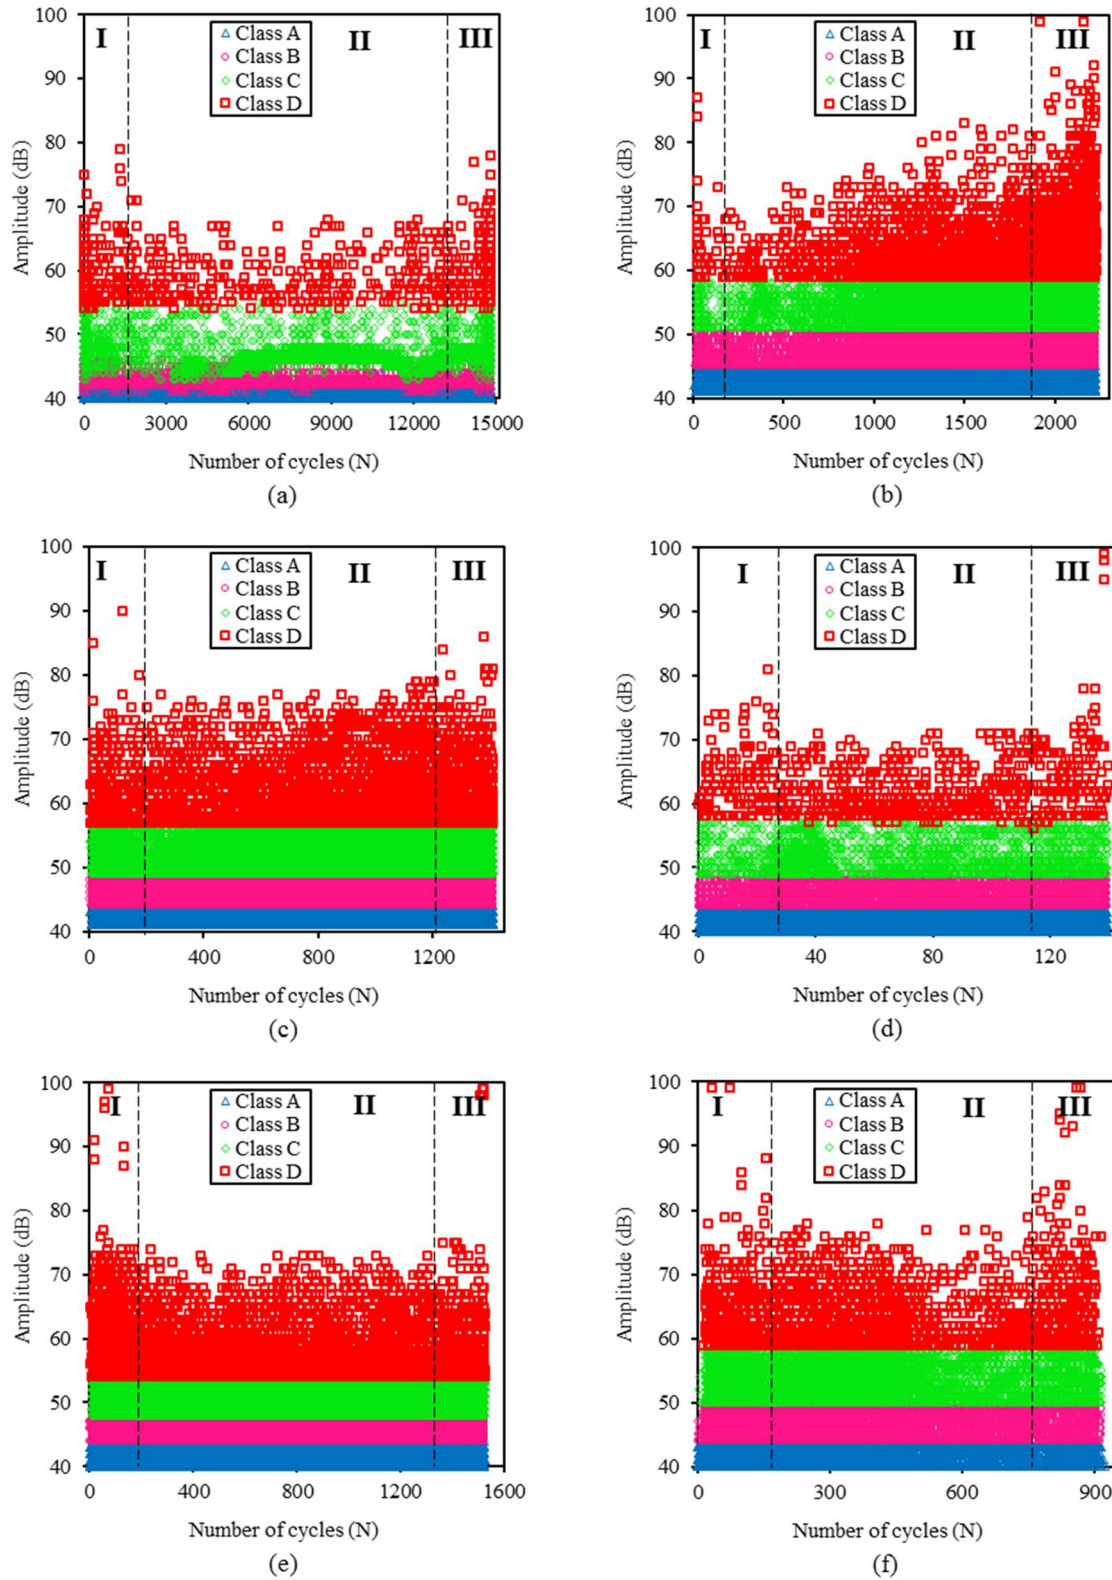 100
90
80
70
60
50
40
Amplitude (dB)
I
II
III
Class A
Class B
Class C
Class D
0
3000
6000
9000
12000
15000
Number of cycles (N)
(a)
100
90
80
70
60
50
40
Amplitude (dB)
I
II
III
Class A
Class B
Class C
Class D
0
500
1000
1500
2000
Number of cycles (N)
(b)
100
90
80
70
60
50
40
Amplitude (dB)
I
II
III
Class A
Class B
Class C
Class D
0
400
800
1200
Number of cycles (N)
(c)
100
90
80
70
60
50
40
Amplitude (dB)
I
II
III
Class A
Class B
Class C
Class D
0
40
80
120
Number of cycles (N)
(d)
100
90
80
70
60
50
40
Amplitude (dB)
I
II
III
Class A
Class B
Class C
Class D
0
400
800
1200
1600
Number of cycles (N)
(e)
100
90
80
70
60
50
40
Amplitude (dB)
I
II
III
Class A
Class B
Class C
Class D
0
300
600
900
Number of cycles (N)
(f)